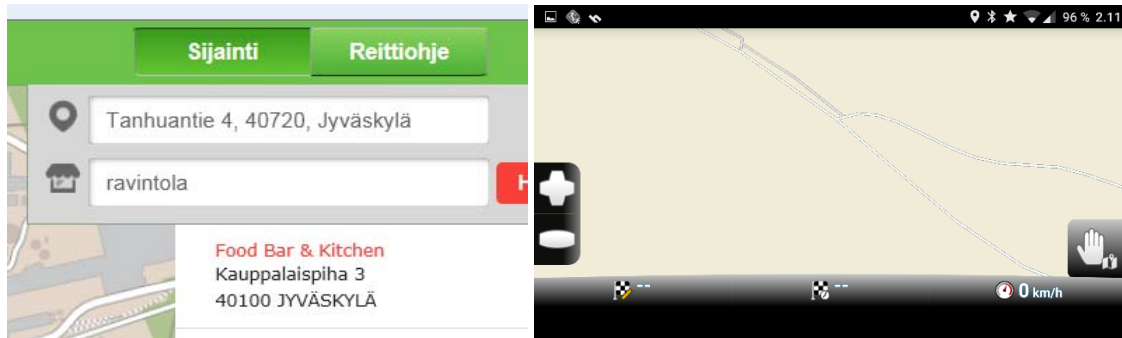 Sijainti Reittiohje
Tanhuantie 4, 40720, Jyväskylä
ravintola H
Food Bar & Kitchen
Kauppalaispiha 3
40100 JYVÄSKYLÄ
96 % 2.11
-- -- 0 km/h